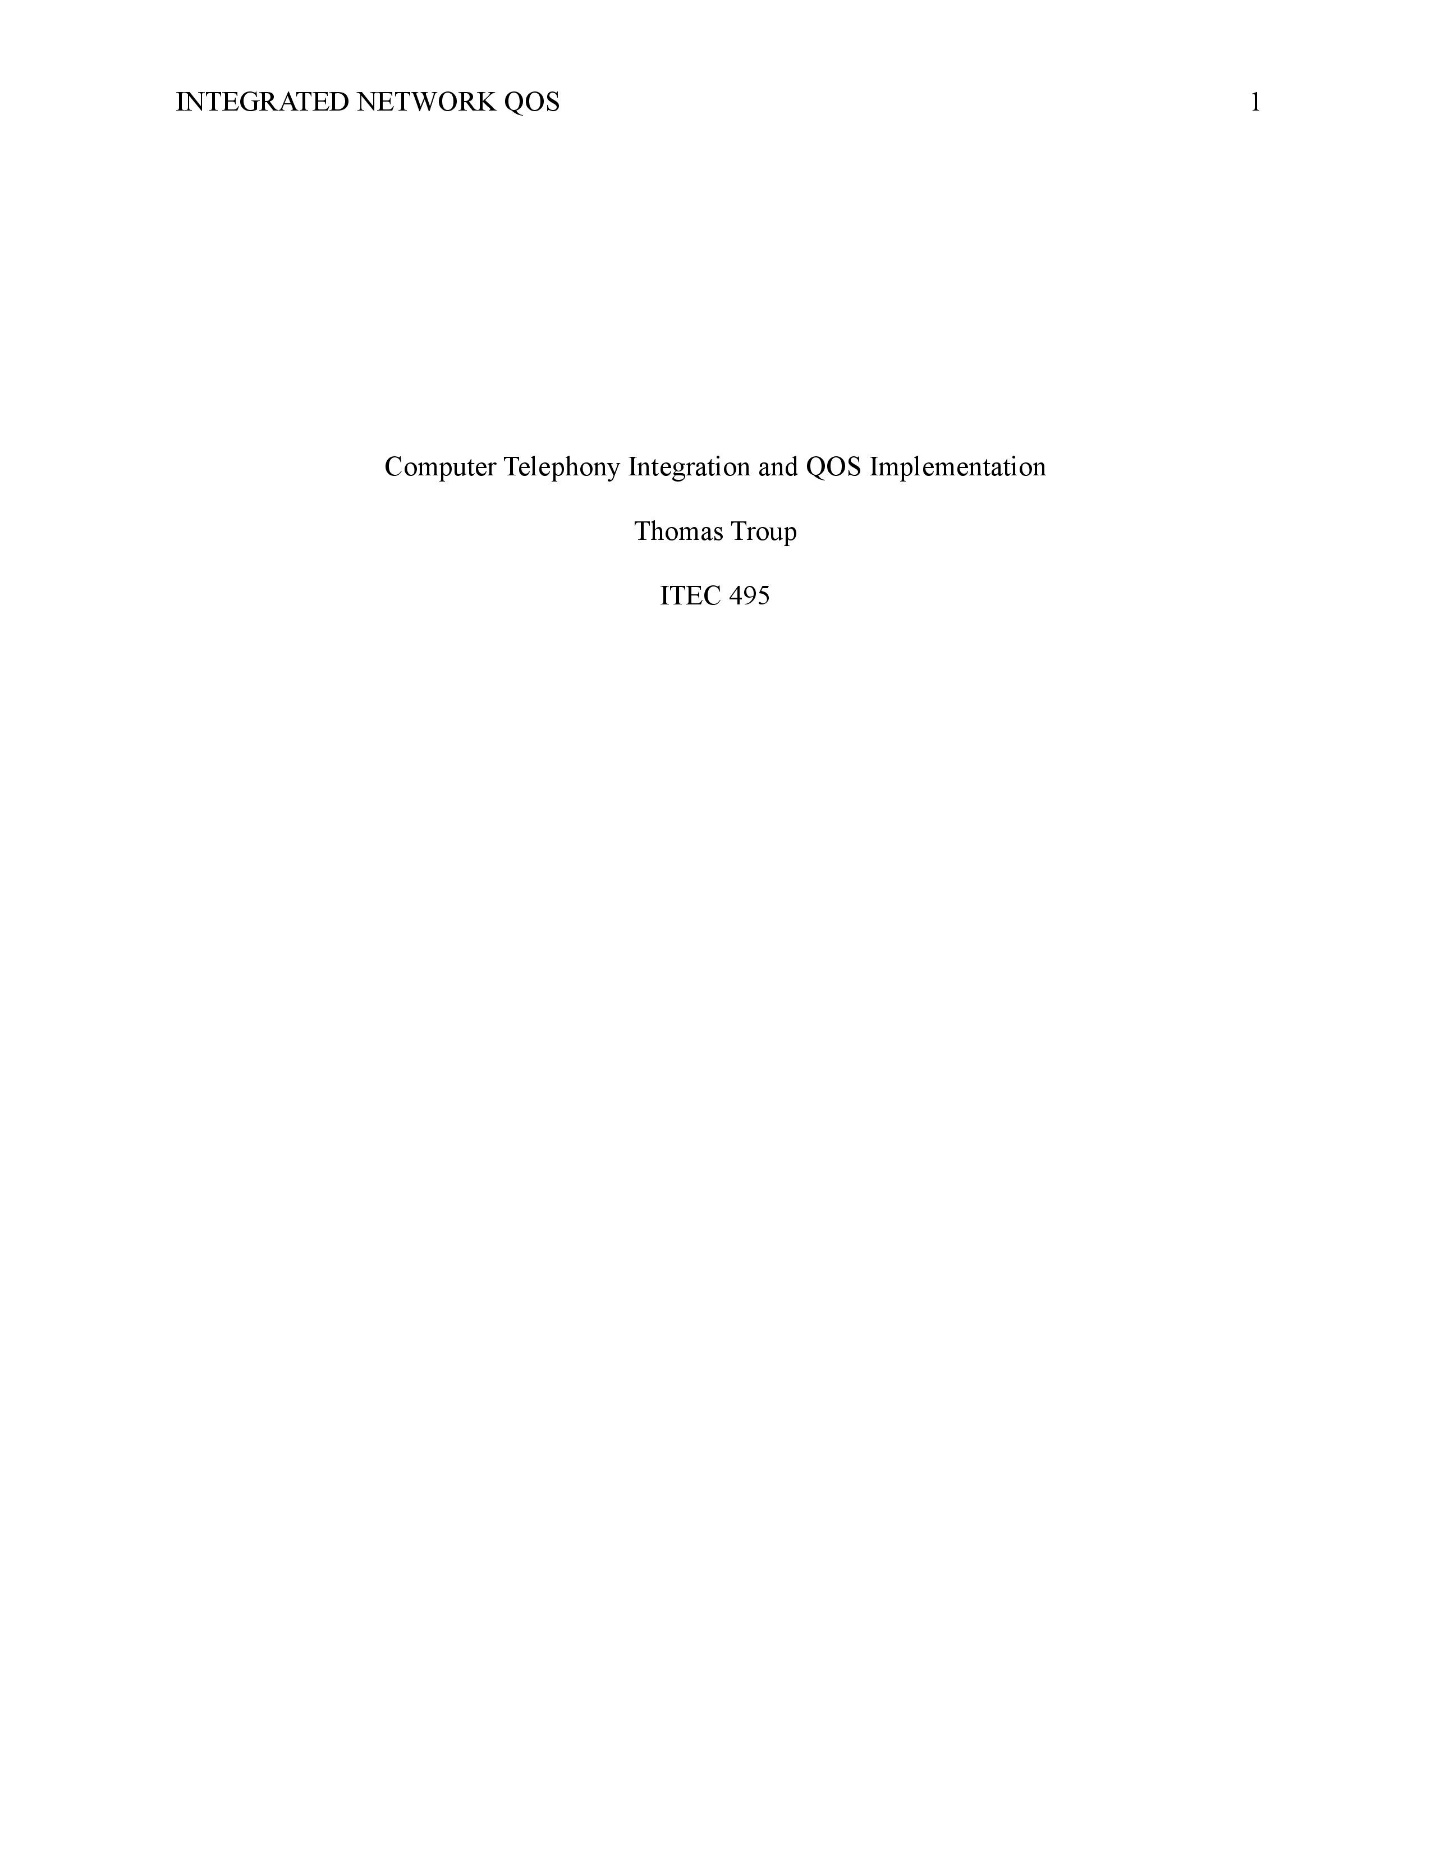 INTEGRATED NETWORK QOS 1
Computer Telephony Integration and QOS Implementation
Thomas Troup
ITEC 495